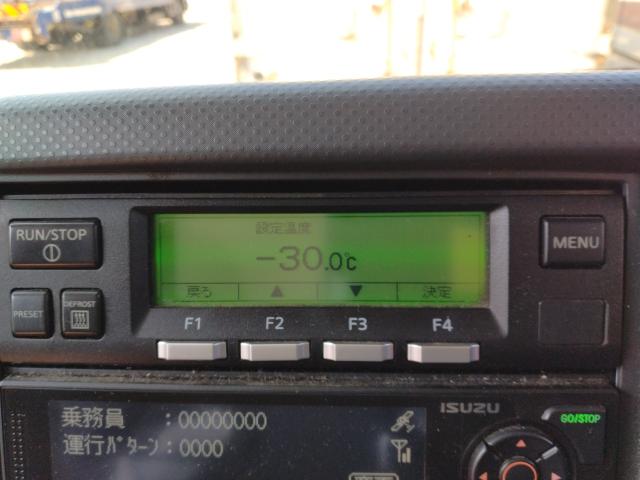 設定温度
RUN/STOP
-30.0℃
MENU
戻る ▲ ▼ 決定
PRESET DEFROST
F1 F2 F3 F4
ISUZU
GO/STOP
乗務員 :00000000
運行ﾊﾟﾀｰﾝ:0000